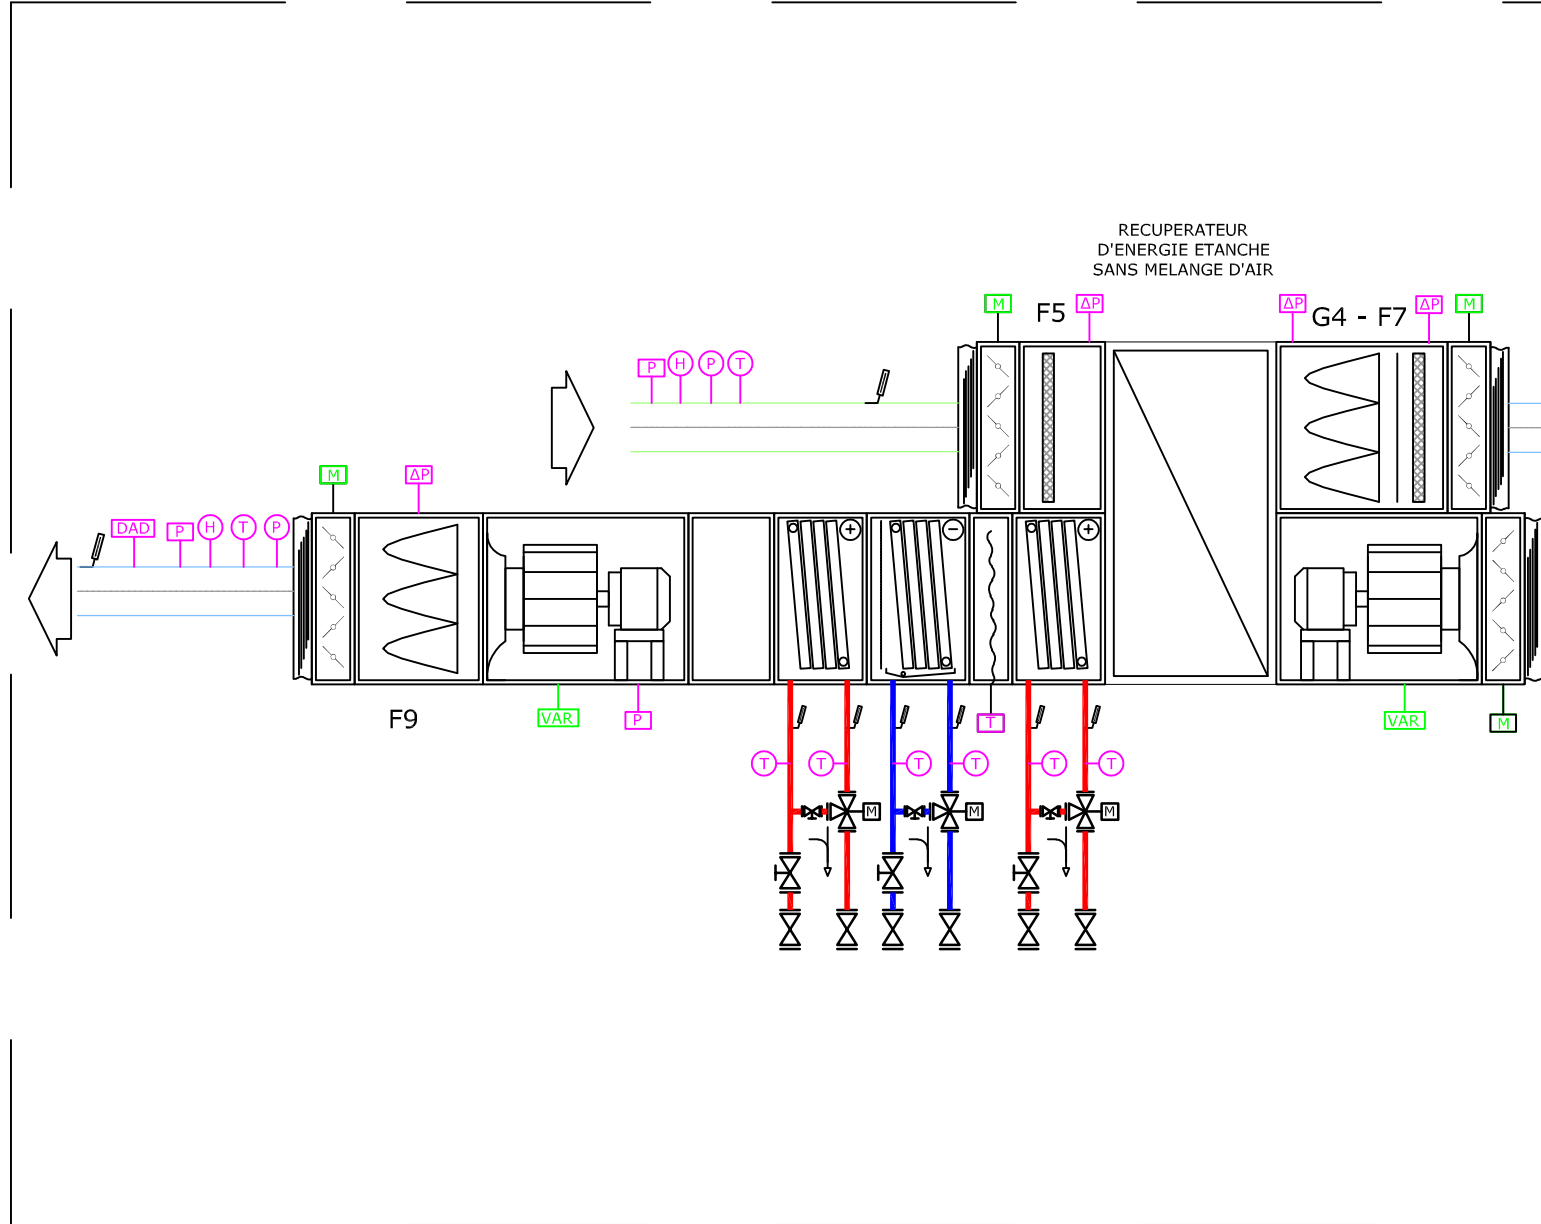 RECUPERATEUR
D'ENERGIE ETANCHE
SANS MELANGE D'AIR
M
F5
ΔP
ΔP
G4 - F7
ΔP
M
P
H
P
T
M
ΔP
DAD
P
H
T
P
+
−
+
F9
VAR
P
T
VAR
M
T
T
T
T
T
T
M
M
M